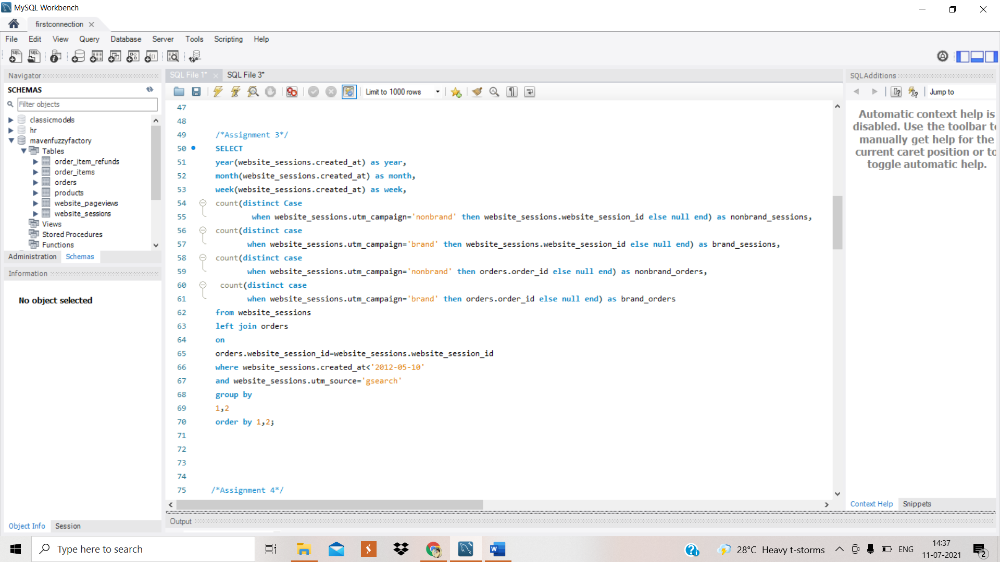 MySQL Workbench
firstconnection
File Edit View Query Database Server Tools Scripting Help
Navigator
SCHEMAS
Filter objects
classicmodels
hr
mavenfuzzyfactory
Tables
order_item_refunds
order_items
orders
products
website_pageviews
website_sessions
Views
Stored Procedures
Functions
Administration Schemas
Information
No object selected
Object Info Session
SQL File 1* SQL File 3*
Limit to 1000 rows
47
48
49 /*Assignment 3*/
50 SELECT
51 year(website_sessions.created_at) as year,
52 month(website_sessions.created_at) as month,
53 week(website_sessions.created_at) as week,
54 count(distinct Case
55 when website_sessions.utm_campaign='nonbrand' then website_sessions.website_session_id else null end) as nonbrand_sessions,
56 count(distinct case
57 when website_sessions.utm_campaign='brand' then website_sessions.website_session_id else null end) as brand_sessions,
58 count(distinct case
59 when website_sessions.utm_campaign='nonbrand' then orders.order_id else null end) as nonbrand_orders,
60 count(distinct case
61 when website_sessions.utm_campaign='brand' then orders.order_id else null end) as brand_orders
62 from website_sessions
63 left join orders
64 on
65 orders.website_session_id=website_sessions.website_session_id
66 where website_sessions.created_at<'2012-05-10'
67 and website_sessions.utm_source='gsearch'
68 group by
69 1,2
70 order by 1,2;
71
72
73
74
75 /*Assignment 4*/
Output
SQLAdditions
Jump to
Automatic context help is
disabled. Use the toolbar to
manually get help for the
current caret position or to
toggle automatic help.
Context Help Snippets
Type here to search
28°C Heavy t-storms
ENG
14:37
11-07-2021
2